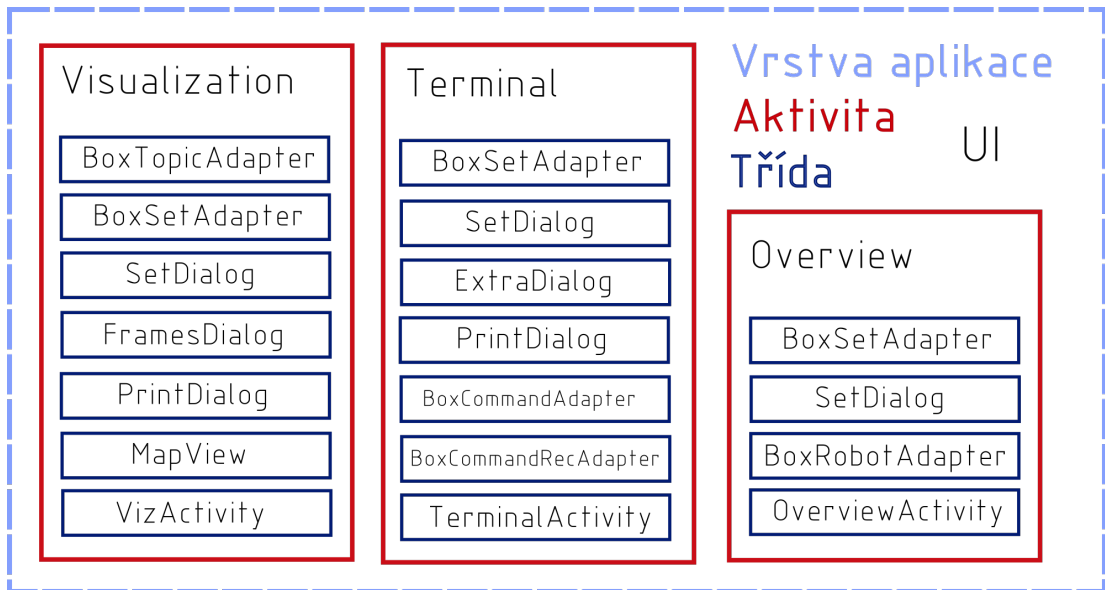 Visualization
BoxTopicAdapter
BoxSetAdapter
SetDialog
FramesDialog
PrintDialog
MapView
VizActivity
Terminal
BoxSetAdapter
SetDialog
ExtraDialog
PrintDialog
BoxCommandAdapter
BoxCommandRecAdapter
TerminalActivity
Vrstva aplikace
Aktivita
Třída
UI
Overview
BoxSetAdapter
SetDialog
BoxRobotAdapter
OverviewActivity